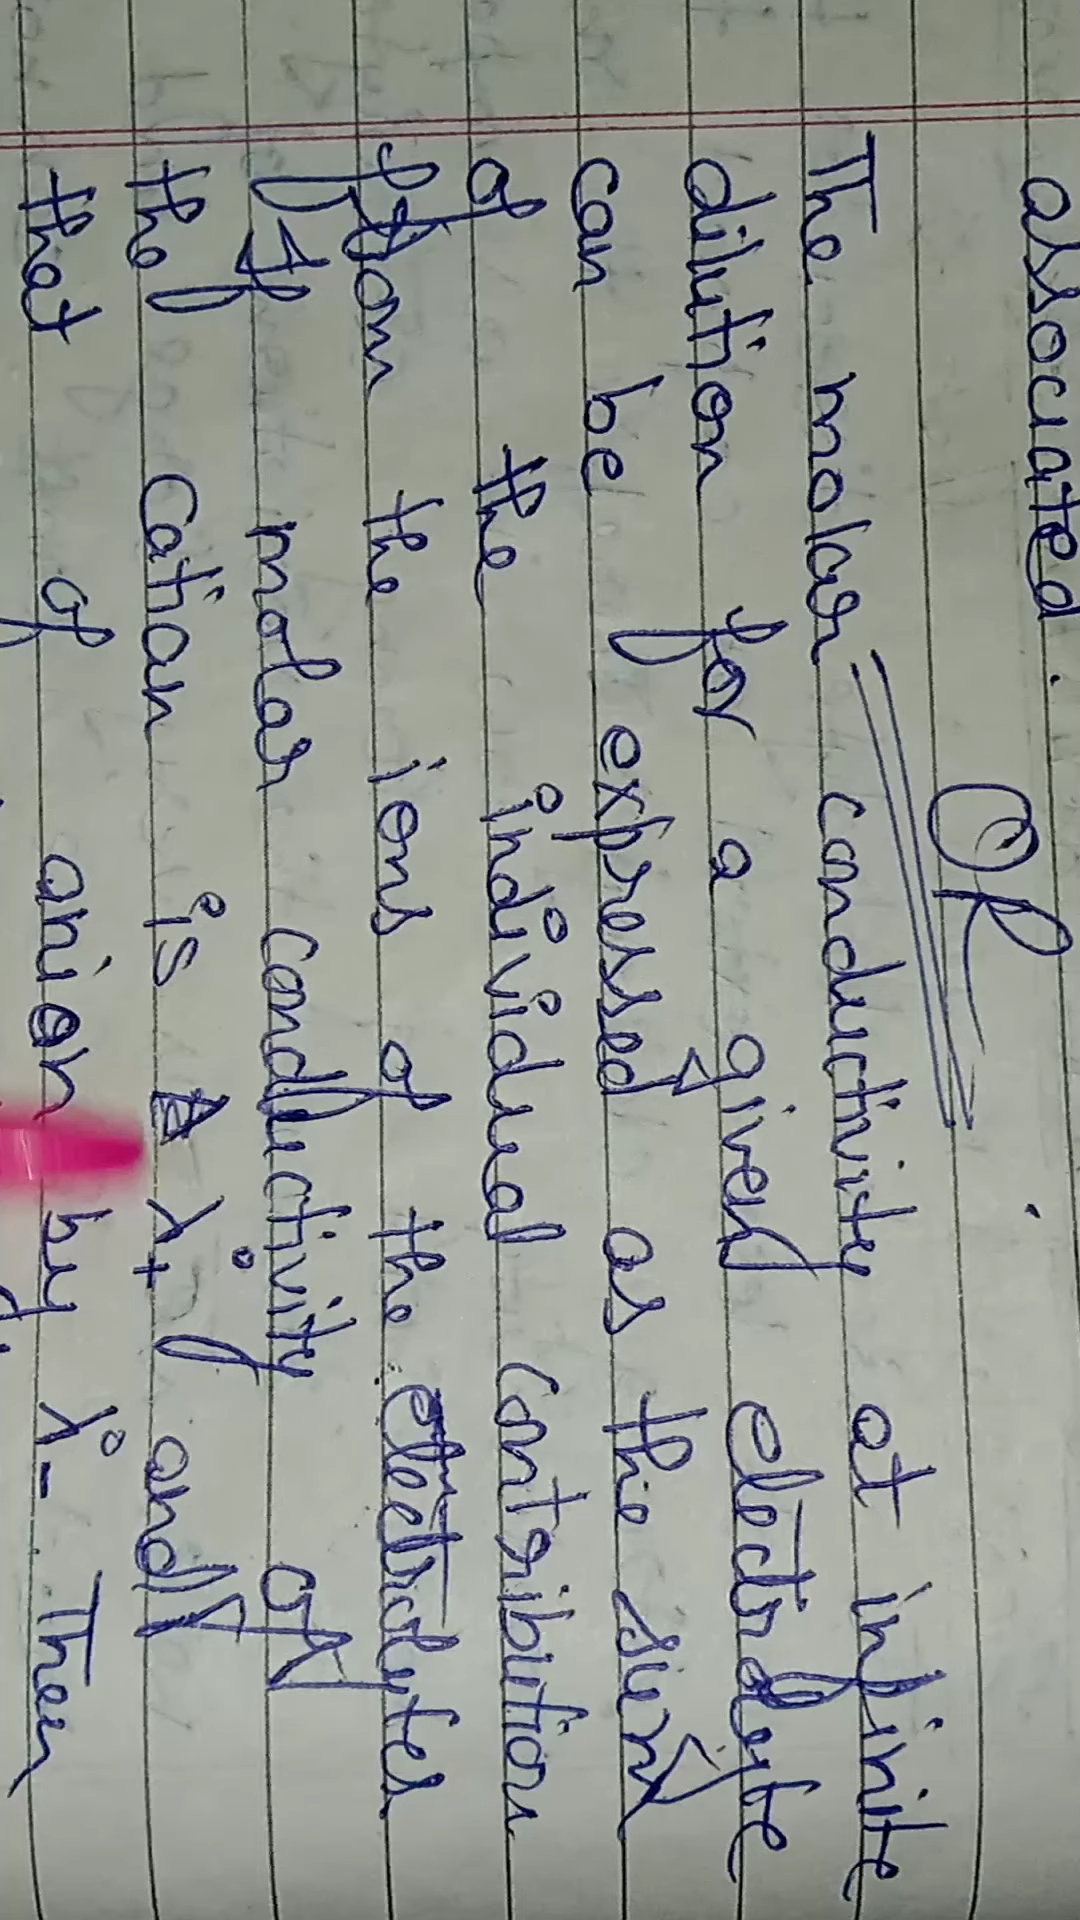 associated.
OR
The molar conductivity at infinite
dilution for a given electrolyte
can be expressed as the sum
of the individual contribution
from the ions of the electrolytes
If molar conductivity of
the cation is λ°+ and
that of anion by λ°- Then